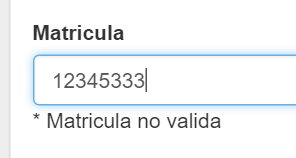 Matricula
12345333
* Matricula no valida